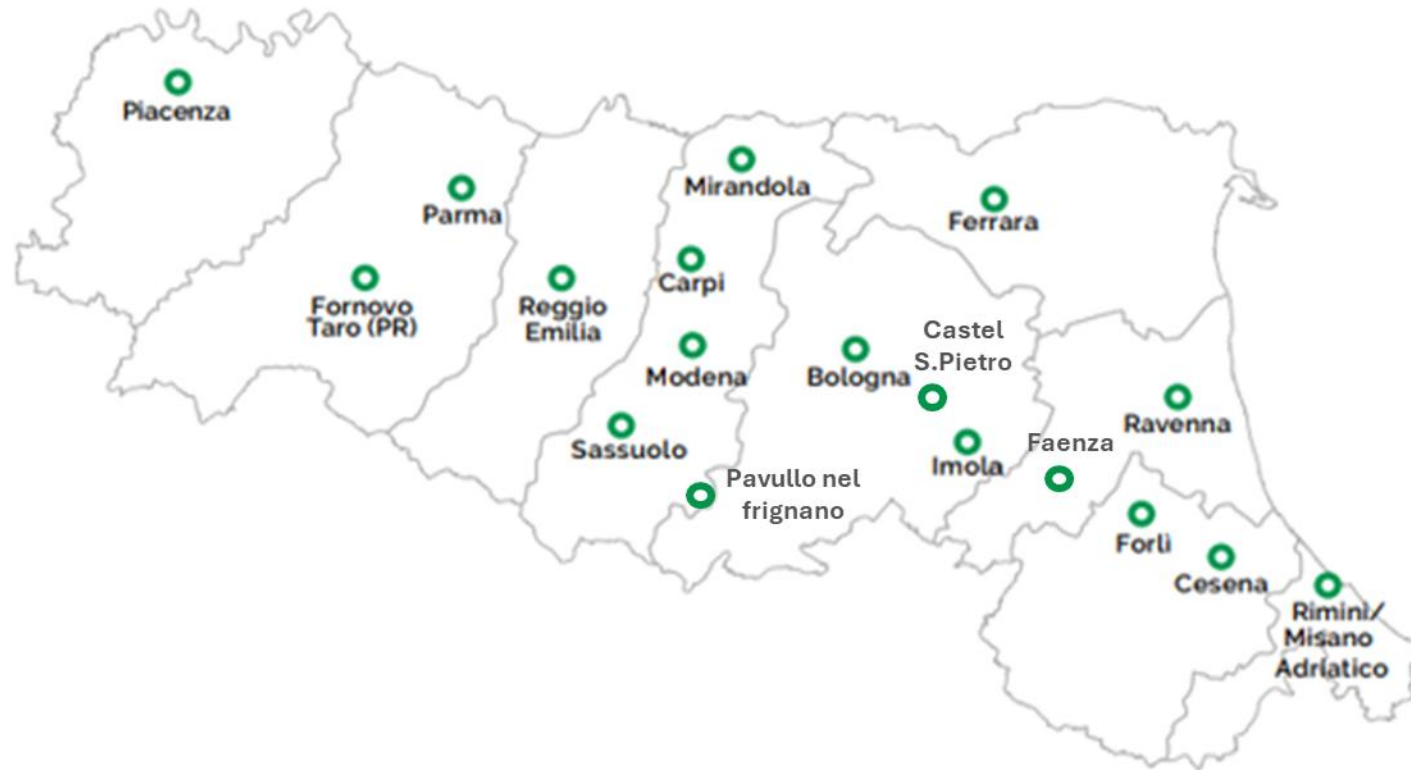 Piacenza
Mirandola
Parma
Ferrara
Carpi
Fornovo
Taro (PR)
Reggio
Emilia
Castel
S.Pietro
Modena
Bologna
Ravenna
Sassuolo
Imola
Faenza
Pavullo nel
frignano
Forlì
Cesena
Rimini/
Misano
Adriatico